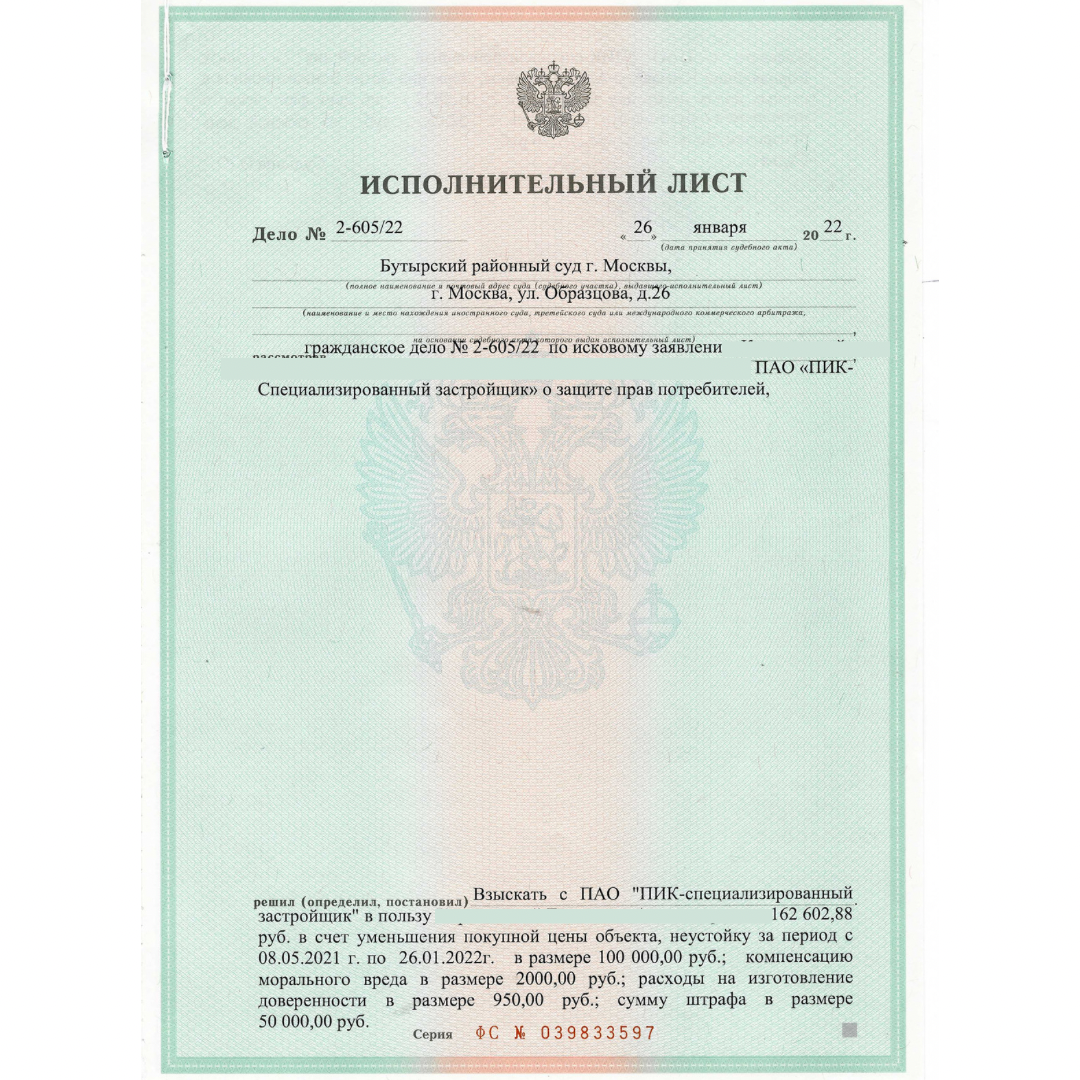 ИСПОЛНИТЕЛЬНЫЙ ЛИСТ
Дело № 2-605/22 « 26 » января 20 22 г.
(дата принятия судебного акта)
Бутырский районный суд г. Москвы,
(полное наименование и почтовый адрес суда (судебного участка), выдавшего исполнительный лист)
г. Москва, ул. Образцова, д.26
(наименование и место нахождения иностранного суда, третейского суда или международного коммерческого арбитража,
на основании судебного акта которого выдан исполнительный лист)
гражданское дело № 2-605/22 по исковому заявлени
рассмотрев
ПАО «ПИК-
Специализированный застройщик» о защите прав потребителей,
решил (определил, постановил) Взыскать с ПАО "ПИК-специализированный
застройщик" в пользу 162 602,88
руб. в счет уменьшения покупной цены объекта, неустойку за период с
08.05.2021 г. по 26.01.2022г. в размере 100 000,00 руб.; компенсацию
морального вреда в размере 2000,00 руб.; расходы на изготовление
доверенности в размере 950,00 руб.; сумму штрафа в размере
50 000,00 руб.
Серия ФС № 039833597